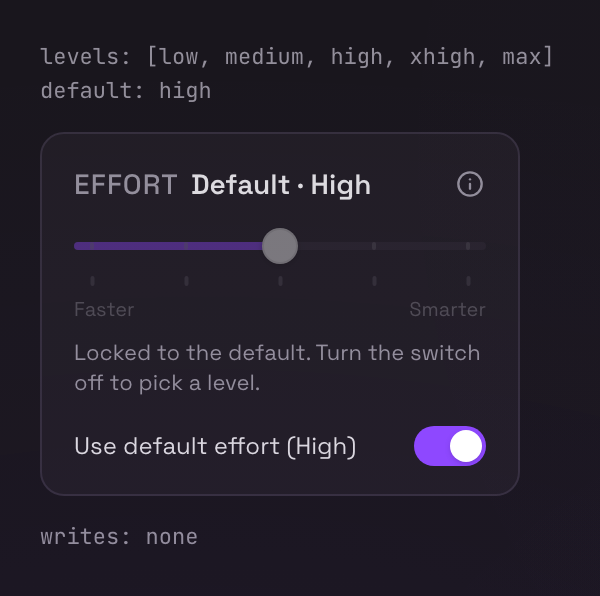 levels: [low, medium, high, xhigh, max]
default: high
EFFORT Default · High
Faster Smarter
Locked to the default. Turn the switch
off to pick a level.
Use default effort (High)
writes: none